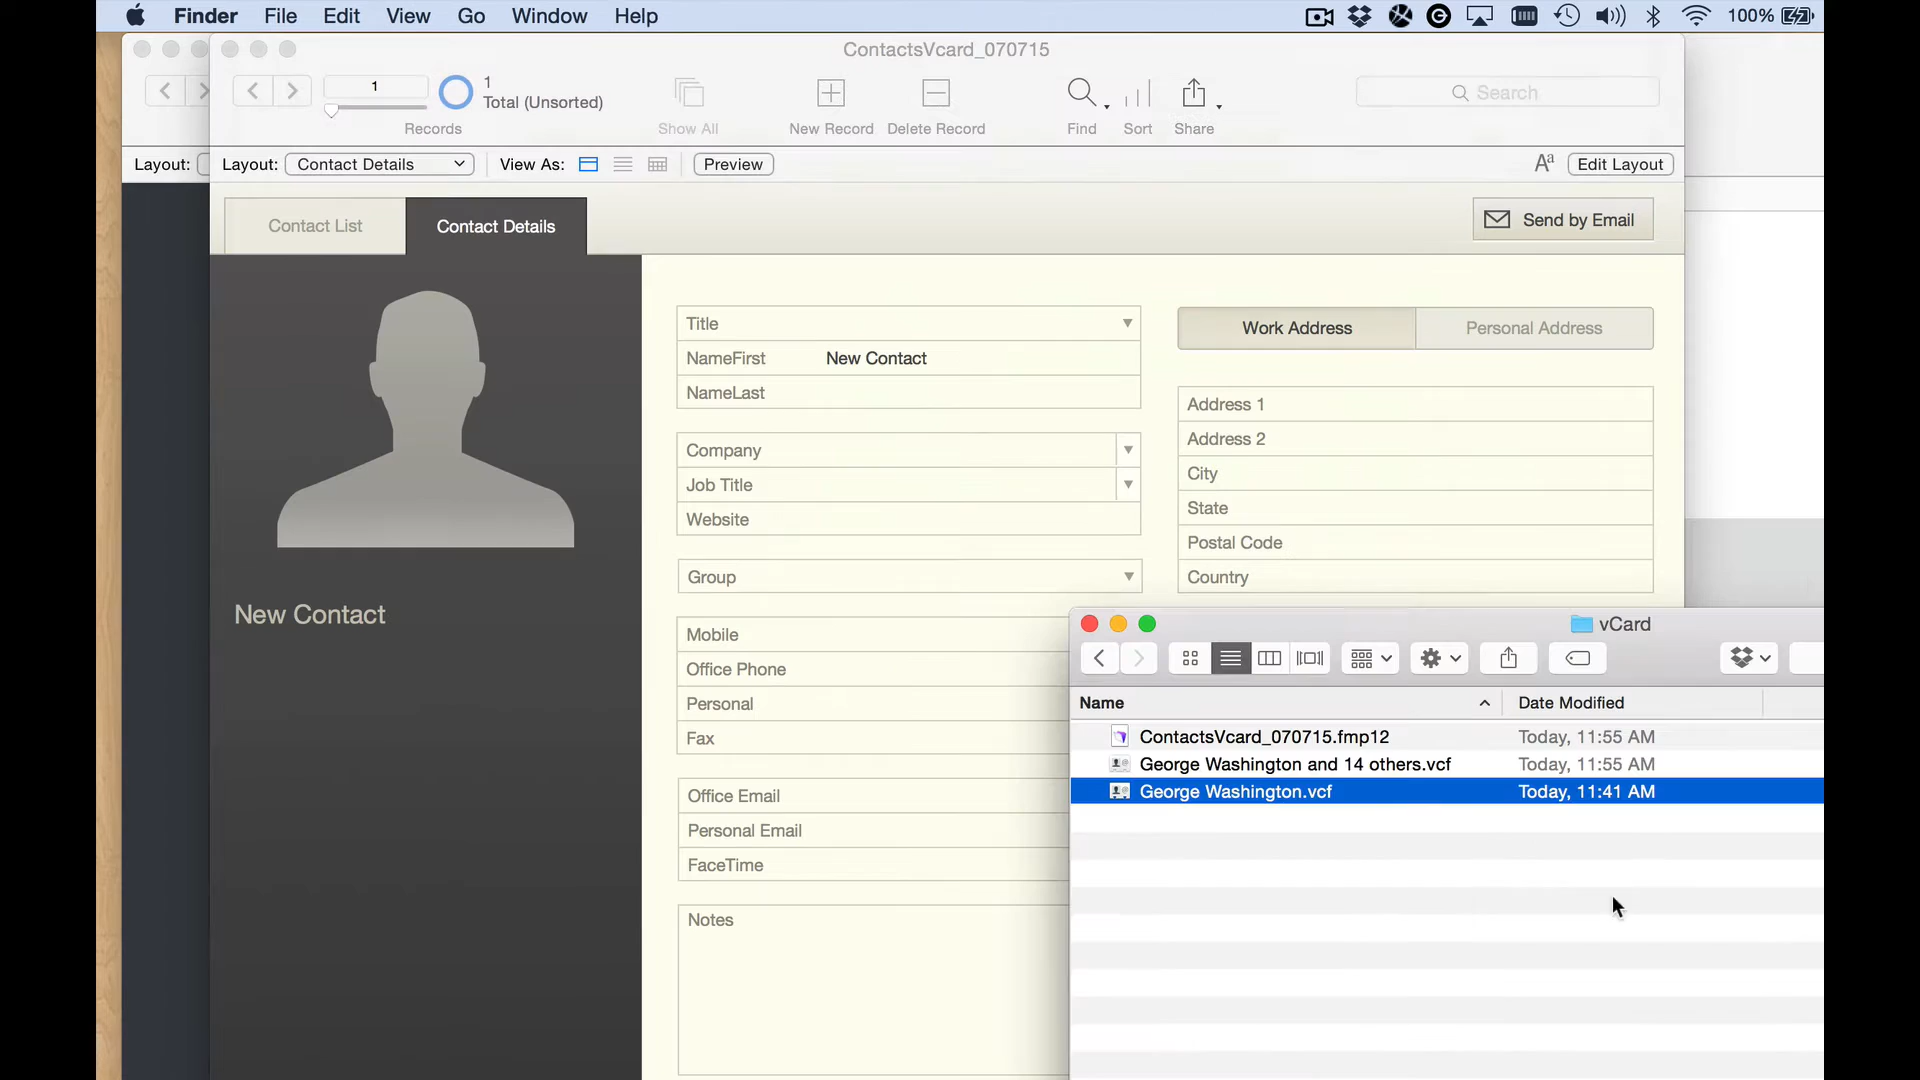 Finder File Edit View Go Window Help 100%
ContactsVcard_070715
1
1
Total (Unsorted)
Records
Show All
New Record
Delete Record
Find
Sort
Share
Search
Layout:
Layout: Contact Details View As: Preview Aa Edit Layout
Contact List
Contact Details
Send by Email
New Contact
Title
NameFirst New Contact
NameLast
Company
Job Title
Website
Group
Mobile
Office Phone
Personal
Fax
Office Email
Personal Email
FaceTime
Notes
Work Address
Personal Address
Address 1
Address 2
City
State
Postal Code
Country
vCard
Name Date Modified
ContactsVcard_070715.fmp12 Today, 11:55 AM
George Washington and 14 others.vcf Today, 11:55 AM
George Washington.vcf Today, 11:41 AM